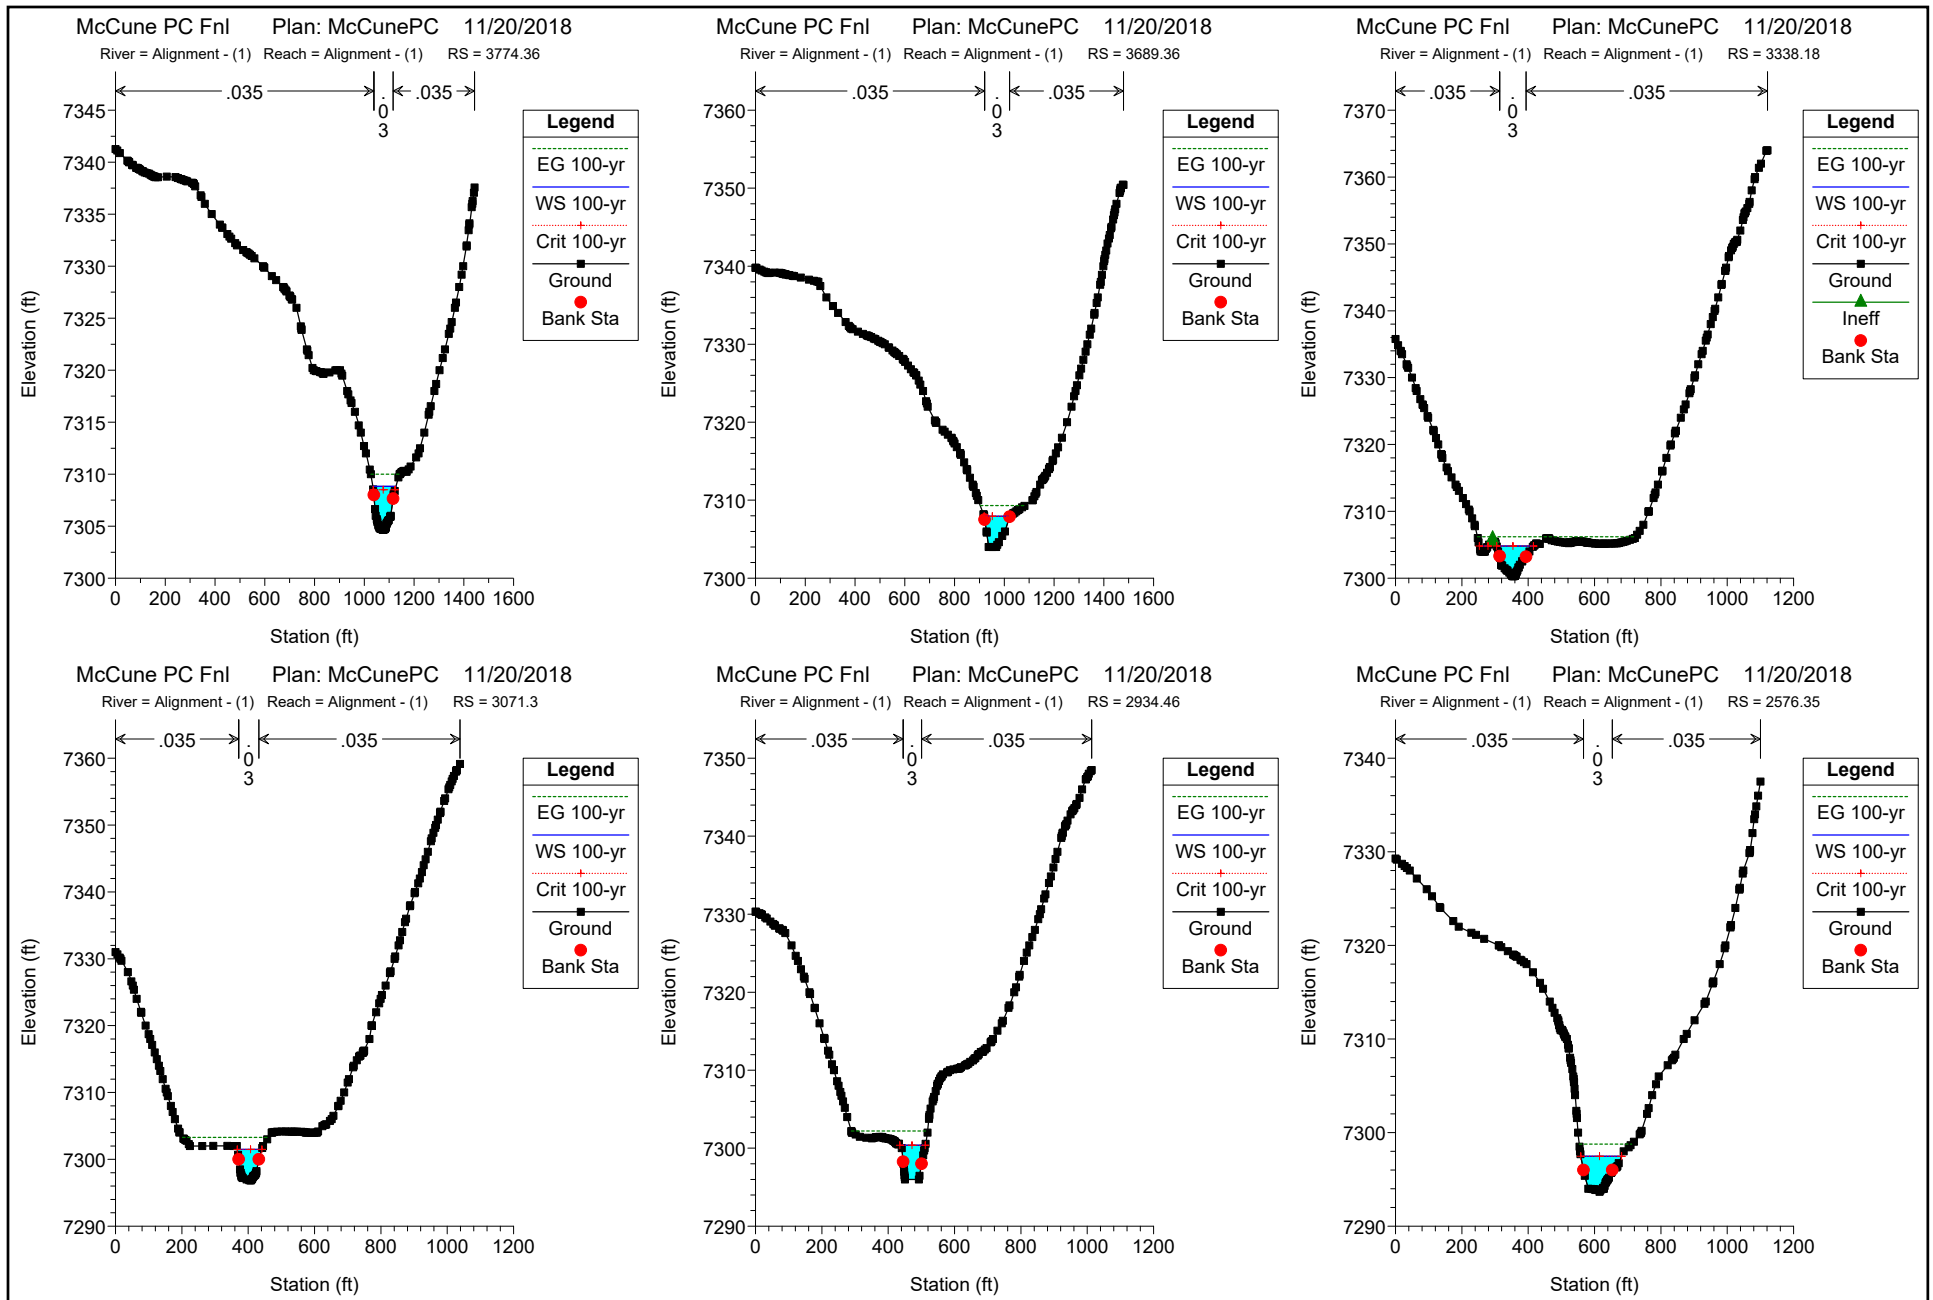 McCune PC Fnl Plan: McCunePC 11/20/2018
River = Alignment - (1) Reach = Alignment - (1) RS = 3774.36
.035 .03 .035
Elevation (ft)
7345
7340
7335
7330
7325
7320
7315
7310
7305
7300
0 200 400 600 800 1000 1200 1400 1600
Station (ft)
Legend
EG 100-yr
WS 100-yr
Crit 100-yr
Ground
Bank Sta
McCune PC Fnl Plan: McCunePC 11/20/2018
River = Alignment - (1) Reach = Alignment - (1) RS = 3689.36
.035 .03 .035
Elevation (ft)
7360
7350
7340
7330
7320
7310
7300
0 200 400 600 800 1000 1200 1400 1600
Station (ft)
Legend
EG 100-yr
WS 100-yr
Crit 100-yr
Ground
Bank Sta
McCune PC Fnl Plan: McCunePC 11/20/2018
River = Alignment - (1) Reach = Alignment - (1) RS = 3338.18
.035 .03 .035
Elevation (ft)
7370
7360
7350
7340
7330
7320
7310
7300
0 200 400 600 800 1000 1200
Station (ft)
Legend
EG 100-yr
WS 100-yr
Crit 100-yr
Ground
Ineff
Bank Sta
McCune PC Fnl Plan: McCunePC 11/20/2018
River = Alignment - (1) Reach = Alignment - (1) RS = 3071.3
.035 .03 .035
Elevation (ft)
7360
7350
7340
7330
7320
7310
7300
7290
0 200 400 600 800 1000 1200
Station (ft)
Legend
EG 100-yr
WS 100-yr
Crit 100-yr
Ground
Bank Sta
McCune PC Fnl Plan: McCunePC 11/20/2018
River = Alignment - (1) Reach = Alignment - (1) RS = 2934.46
.035 .03 .035
Elevation (ft)
7350
7340
7330
7320
7310
7300
7290
0 200 400 600 800 1000 1200
Station (ft)
Legend
EG 100-yr
WS 100-yr
Crit 100-yr
Ground
Bank Sta
McCune PC Fnl Plan: McCunePC 11/20/2018
River = Alignment - (1) Reach = Alignment - (1) RS = 2576.35
.035 .03 .035
Elevation (ft)
7340
7330
7320
7310
7300
7290
0 200 400 600 800 1000 1200
Station (ft)
Legend
EG 100-yr
WS 100-yr
Crit 100-yr
Ground
Bank Sta